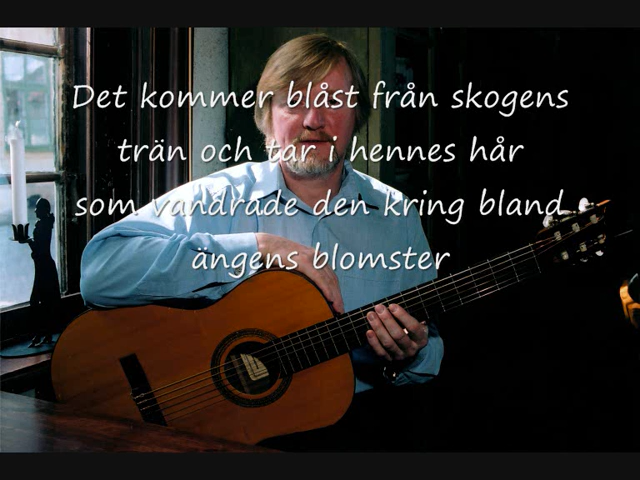 Det kommer blåst från skogens
trän och tar i hennes hår
som vandrade den kring bland
ängens blomster